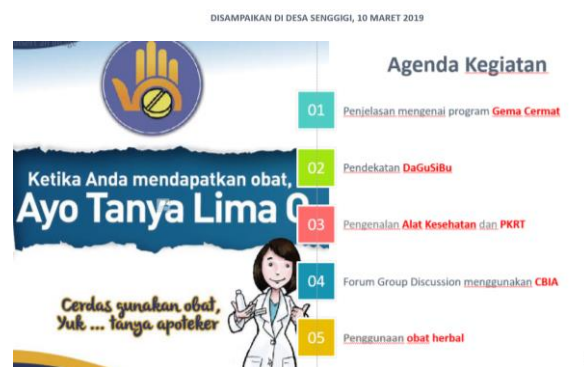 DISAMPAIKAN DI DESA SENGGIGI, 10 MARET 2019
Ketika Anda mendapatkan obat,
Ayo Tanya Lima O
Cerdas gunakan obat,
Yuk ... tanya apoteker
Agenda Kegiatan
01 Penjelasan mengenai program Gema Cermat
02 Pendekatan DaGuSiBu
03 Pengenalan Alat Kesehatan dan PKRT
04 Forum Group Discussion menggunakan CBIA
05 Penggunaan obat herbal